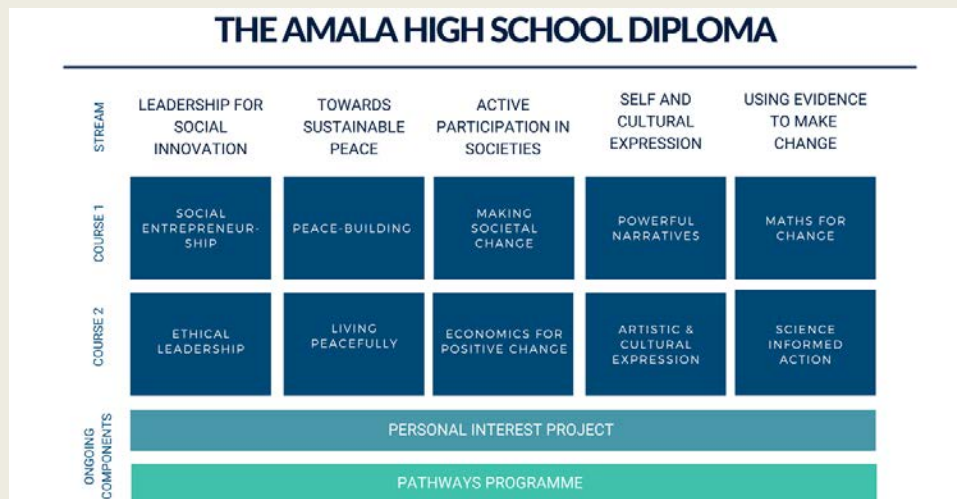 THE AMALA HIGH SCHOOL DIPLOMA
STREAM
LEADERSHIP FOR
SOCIAL
INNOVATION
TOWARDS
SUSTAINABLE
PEACE
ACTIVE
PARTICIPATION IN
SOCIETIES
SELF AND
CULTURAL
EXPRESSION
USING EVIDENCE
TO MAKE
CHANGE
COURSE 1
SOCIAL
ENTREPRENEUR-
SHIP
PEACE-BUILDING
MAKING
SOCIETAL
CHANGE
POWERFUL
NARRATIVES
MATHS FOR
CHANGE
COURSE 2
ETHICAL
LEADERSHIP
LIVING
PEACEFULLY
ECONOMICS FOR
POSITIVE CHANGE
ARTISTIC &
CULTURAL
EXPRESSION
SCIENCE
INFORMED
ACTION
ONGOING
COMPONENTS
PERSONAL INTEREST PROJECT
PATHWAYS PROGRAMME